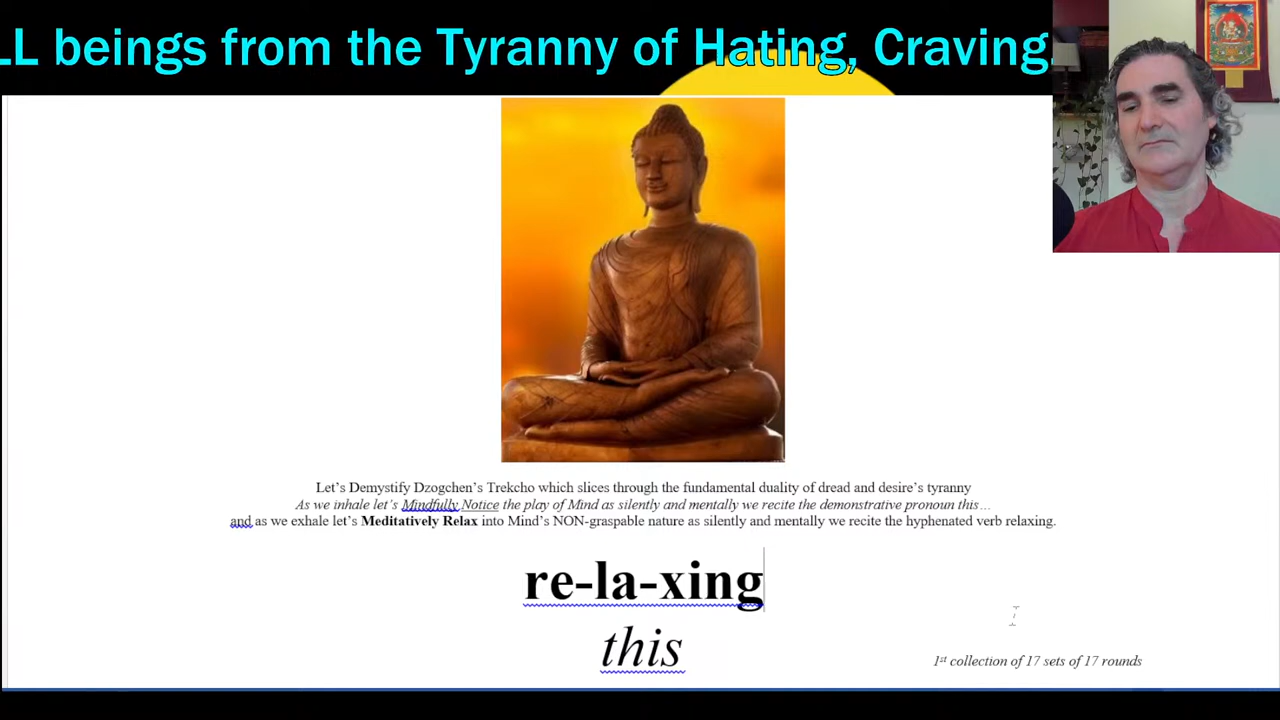 LL beings from the Tyranny of Hating, Craving,
Let's Demystify Dzogchen's Trekcho which slices through the fundamental duality of dread and desire's tyranny
As we inhale let's Mindfully Notice the play of Mind as silently and mentally we recite the demonstrative pronoun this…
and as we exhale let's Meditatively Relax into Mind's NON-graspable nature as silently and mentally we recite the hyphenated verb relaxing.
re-la-xing
this
1st collection of 17 sets of 17 rounds